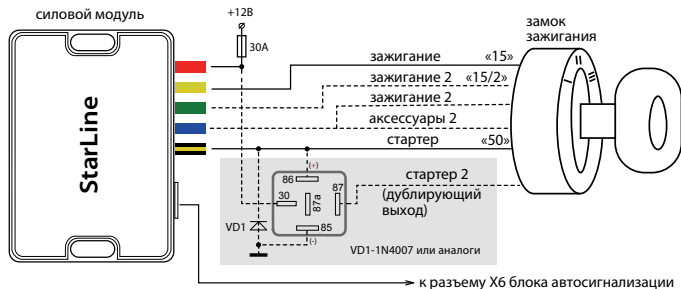 силовой модуль
+12В
замок
зажигания
30А
StarLine
зажигание «15»
зажигание 2 «15/2»
зажигание 2
аксессуары 2
стартер «50»
I II III
86 (+)
30 87а 87
85 (-)
VD1
стартер 2
(дублирующий
выход)
VD1-1N4007 или аналоги
к разъему X6 блока автосигнализации